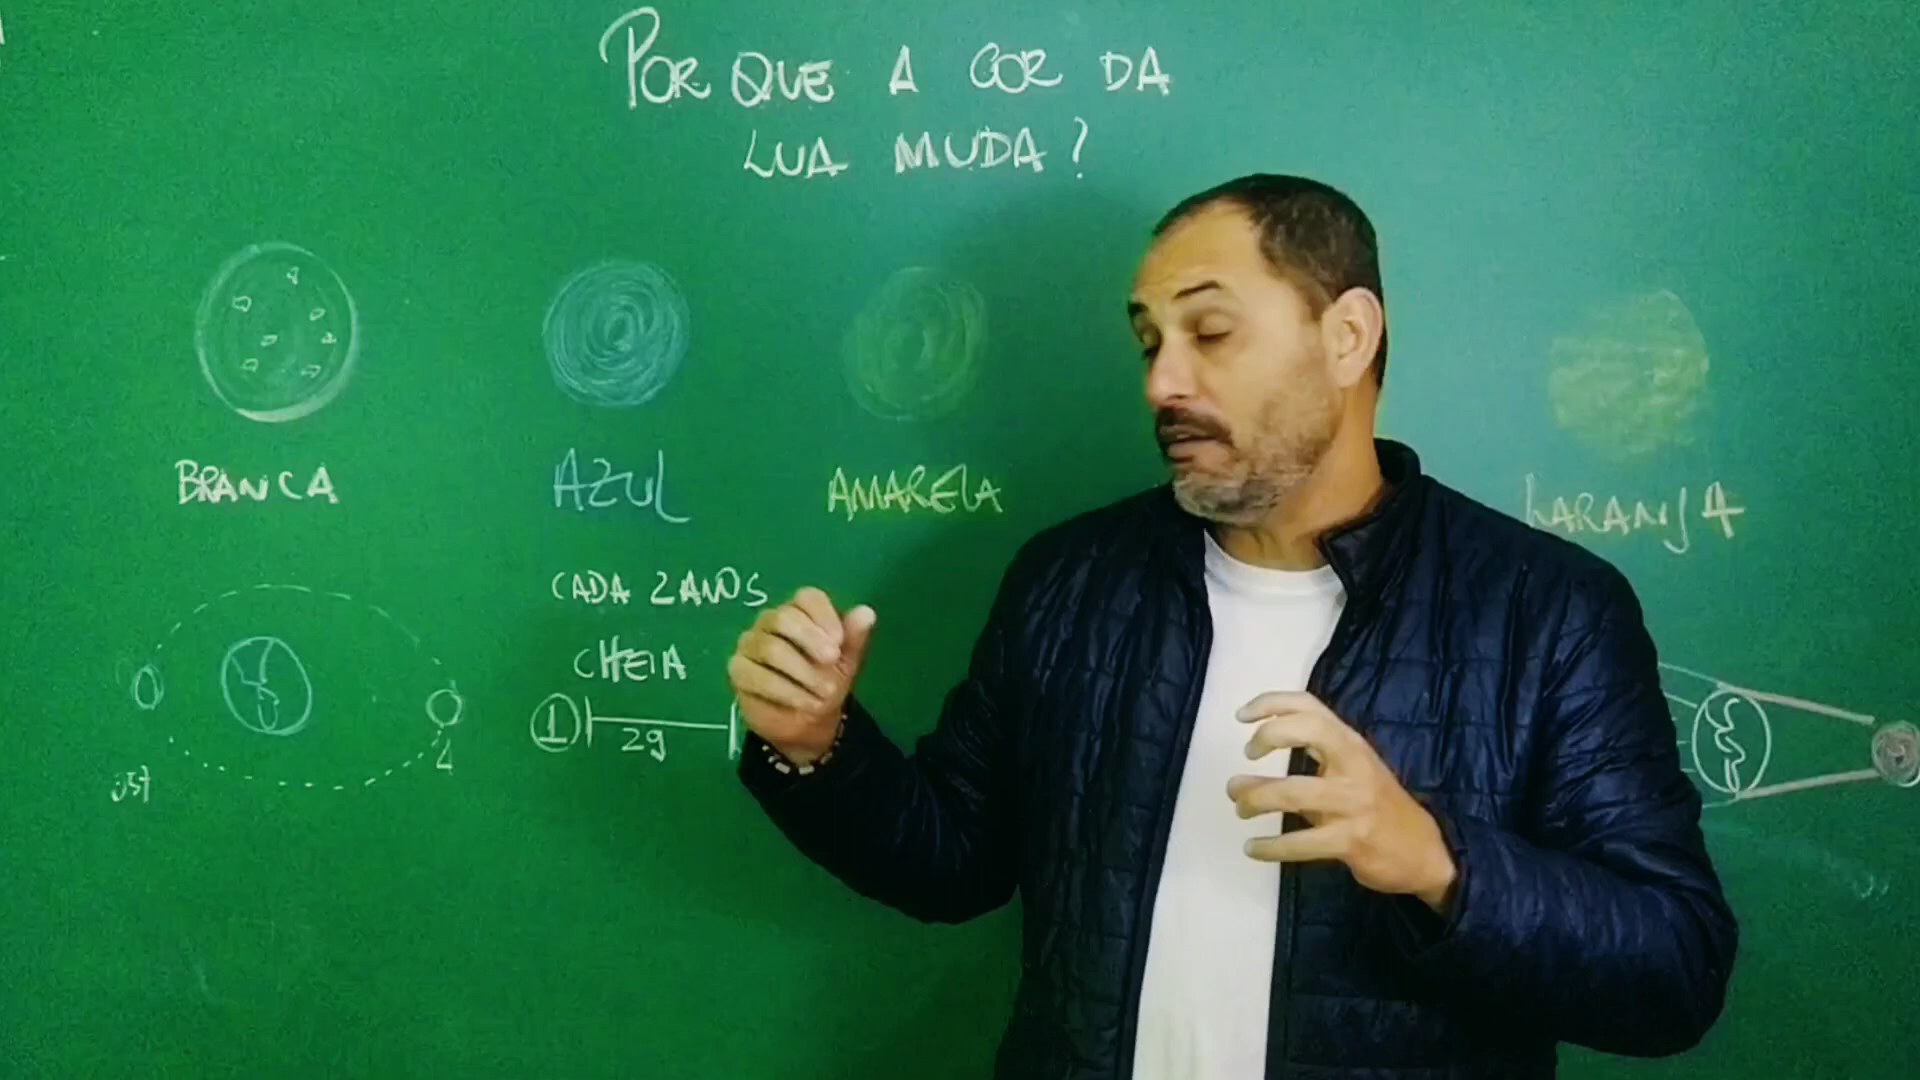 POR QUE A COR DA
LUA MUDA?
BRANCA
AZUL
AMARELA
LARANJA
CADA 2 ANOS
CHEIA
1
29